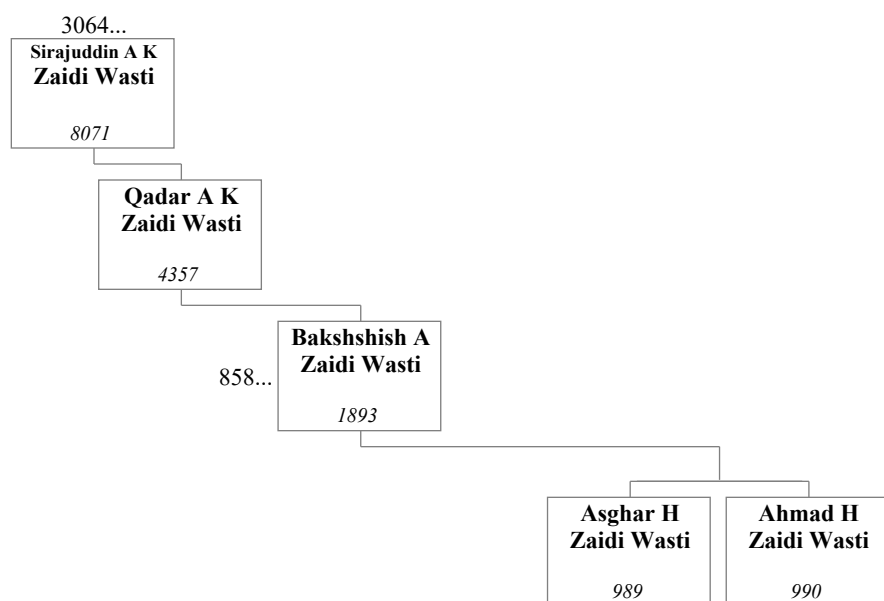 3064...
Sirajuddin A K
Zaidi Wasti
8071
Qadar A K
Zaidi Wasti
4357
858...
Bakshshish A
Zaidi Wasti
1893
Asghar H
Zaidi Wasti
989
Ahmad H
Zaidi Wasti
990